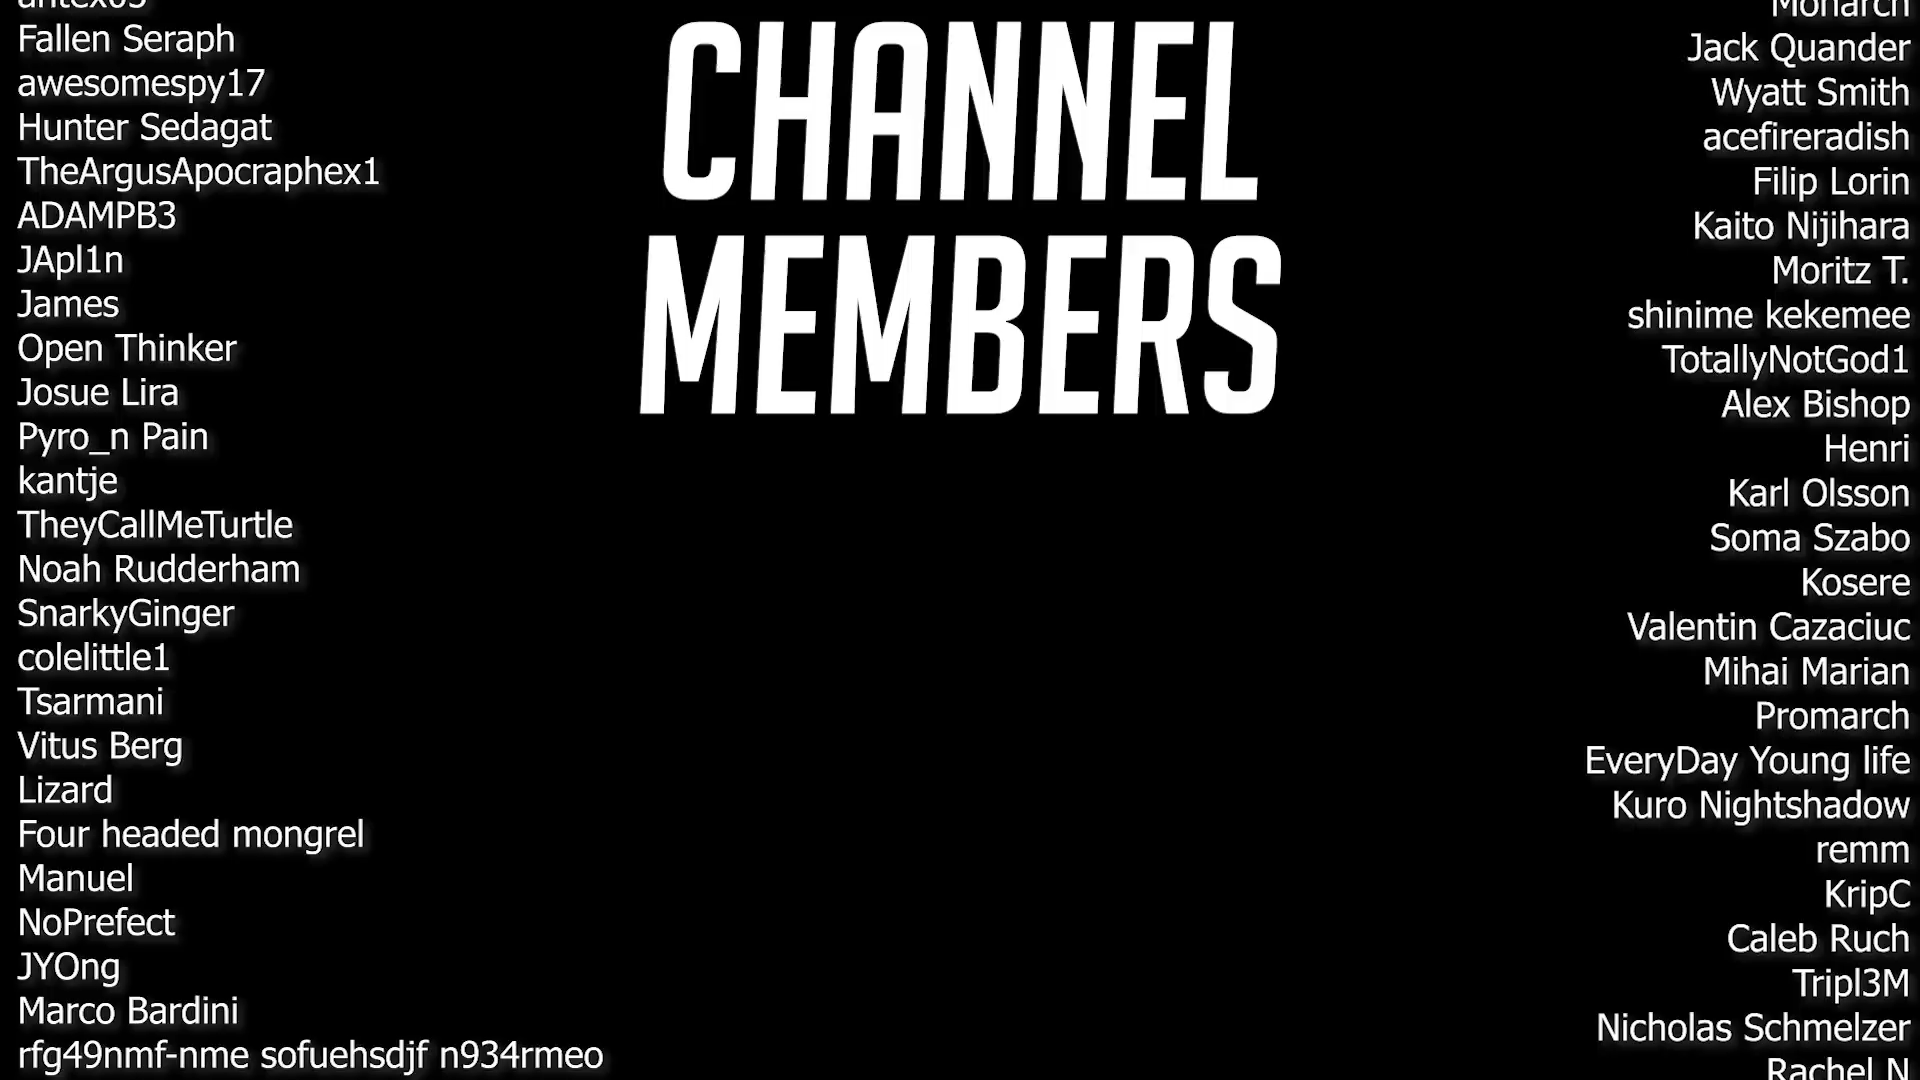 Fallen Seraph
awesomespy17
Hunter Sedagat
TheArgusApocraphex1
ADAMPB3
JApl1n
James
Open Thinker
Josue Lira
Pyro_n Pain
kantje
TheyCallMeTurtle
Noah Rudderham
SnarkyGinger
colelittle1
Tsarmani
Vitus Berg
Lizard
Four headed mongrel
Manuel
NoPrefect
JYOng
Marco Bardini
rfg49nmf-nme sofuehsdjf n934rmeo
CHANNEL
MEMBERS
Monarch
Jack Quander
Wyatt Smith
acefireradish
Filip Lorin
Kaito Nijihara
Moritz T.
shinime kekemee
TotallyNotGod1
Alex Bishop
Henri
Karl Olsson
Soma Szabo
Kosere
Valentin Cazaciuc
Mihai Marian
Promarch
EveryDay Young life
Kuro Nightshadow
remm
KripC
Caleb Ruch
Tripl3M
Nicholas Schmelzer
Rachel N